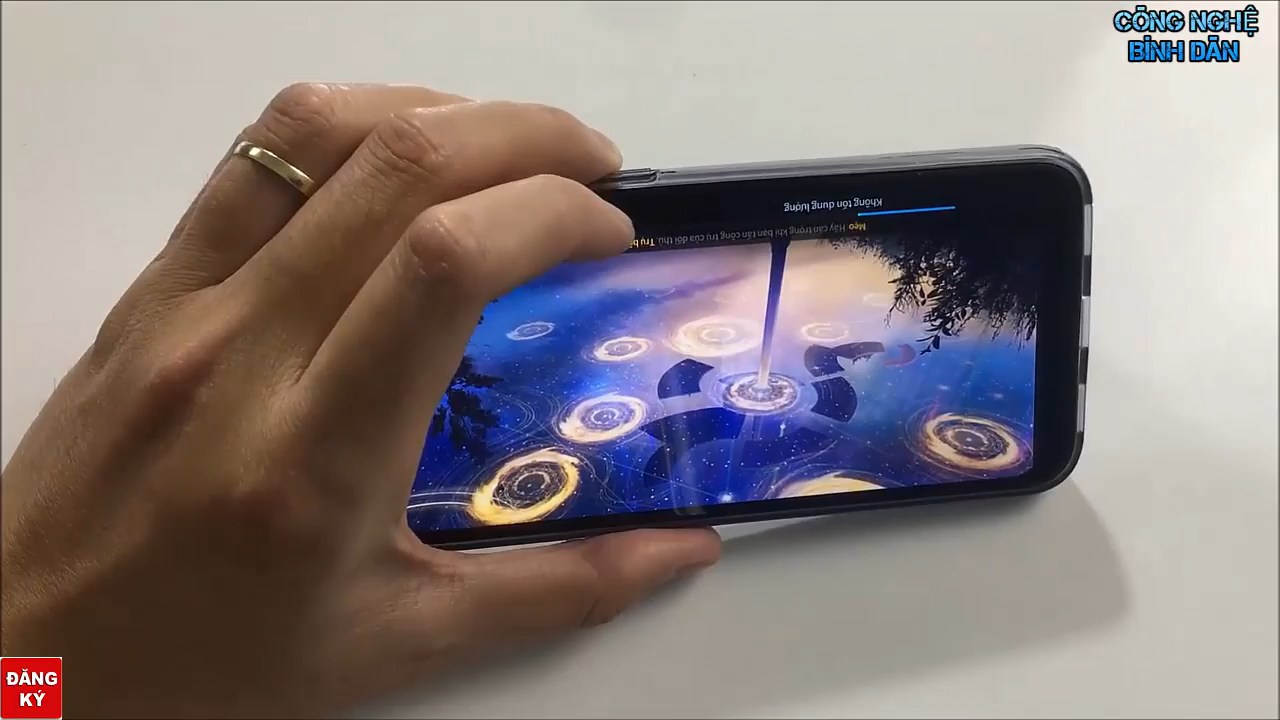 CÔNG NGHỆ
BÌNH DÂN
Không tốn dung lượng
Mẹo Hãy cẩn trọng khi bạn tấn công trụ của đối thủ. Trụ
ĐĂNG
KÝ